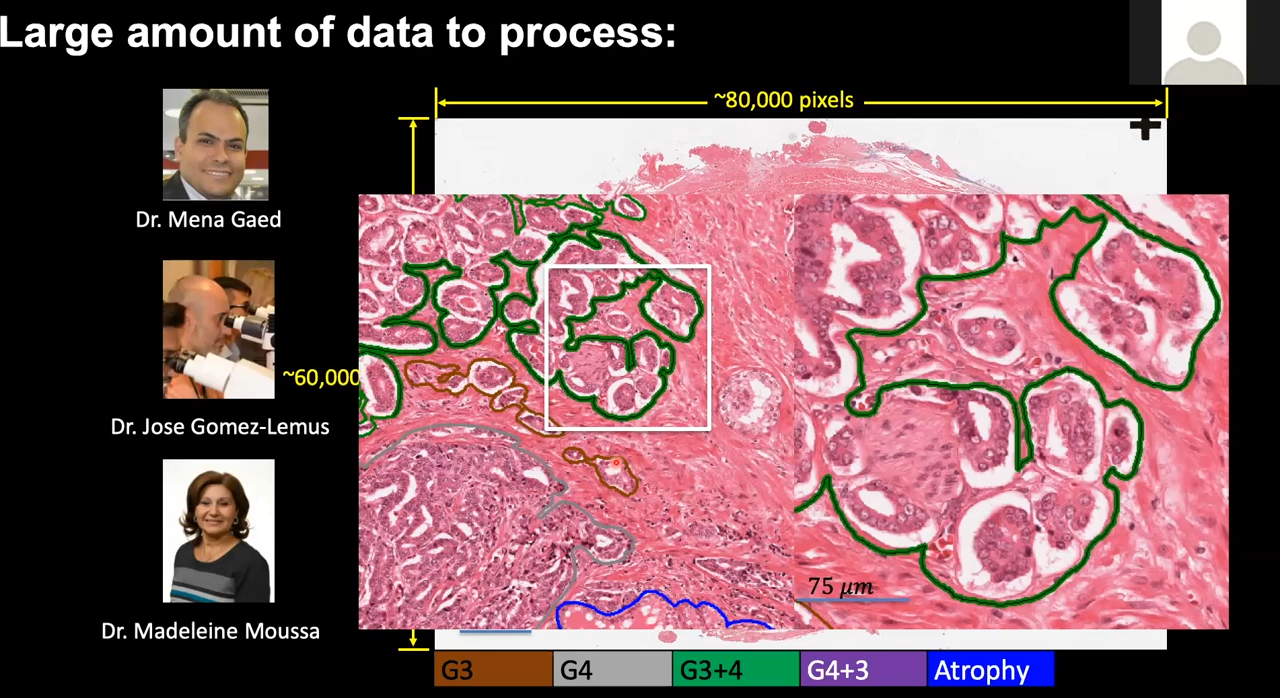 Large amount of data to process:
~80,000 pixels
Dr. Mena Gaed
~60,000
Dr. Jose Gomez-Lemus
75 μm
Dr. Madeleine Moussa
G3
G4
G3+4
G4+3
Atrophy